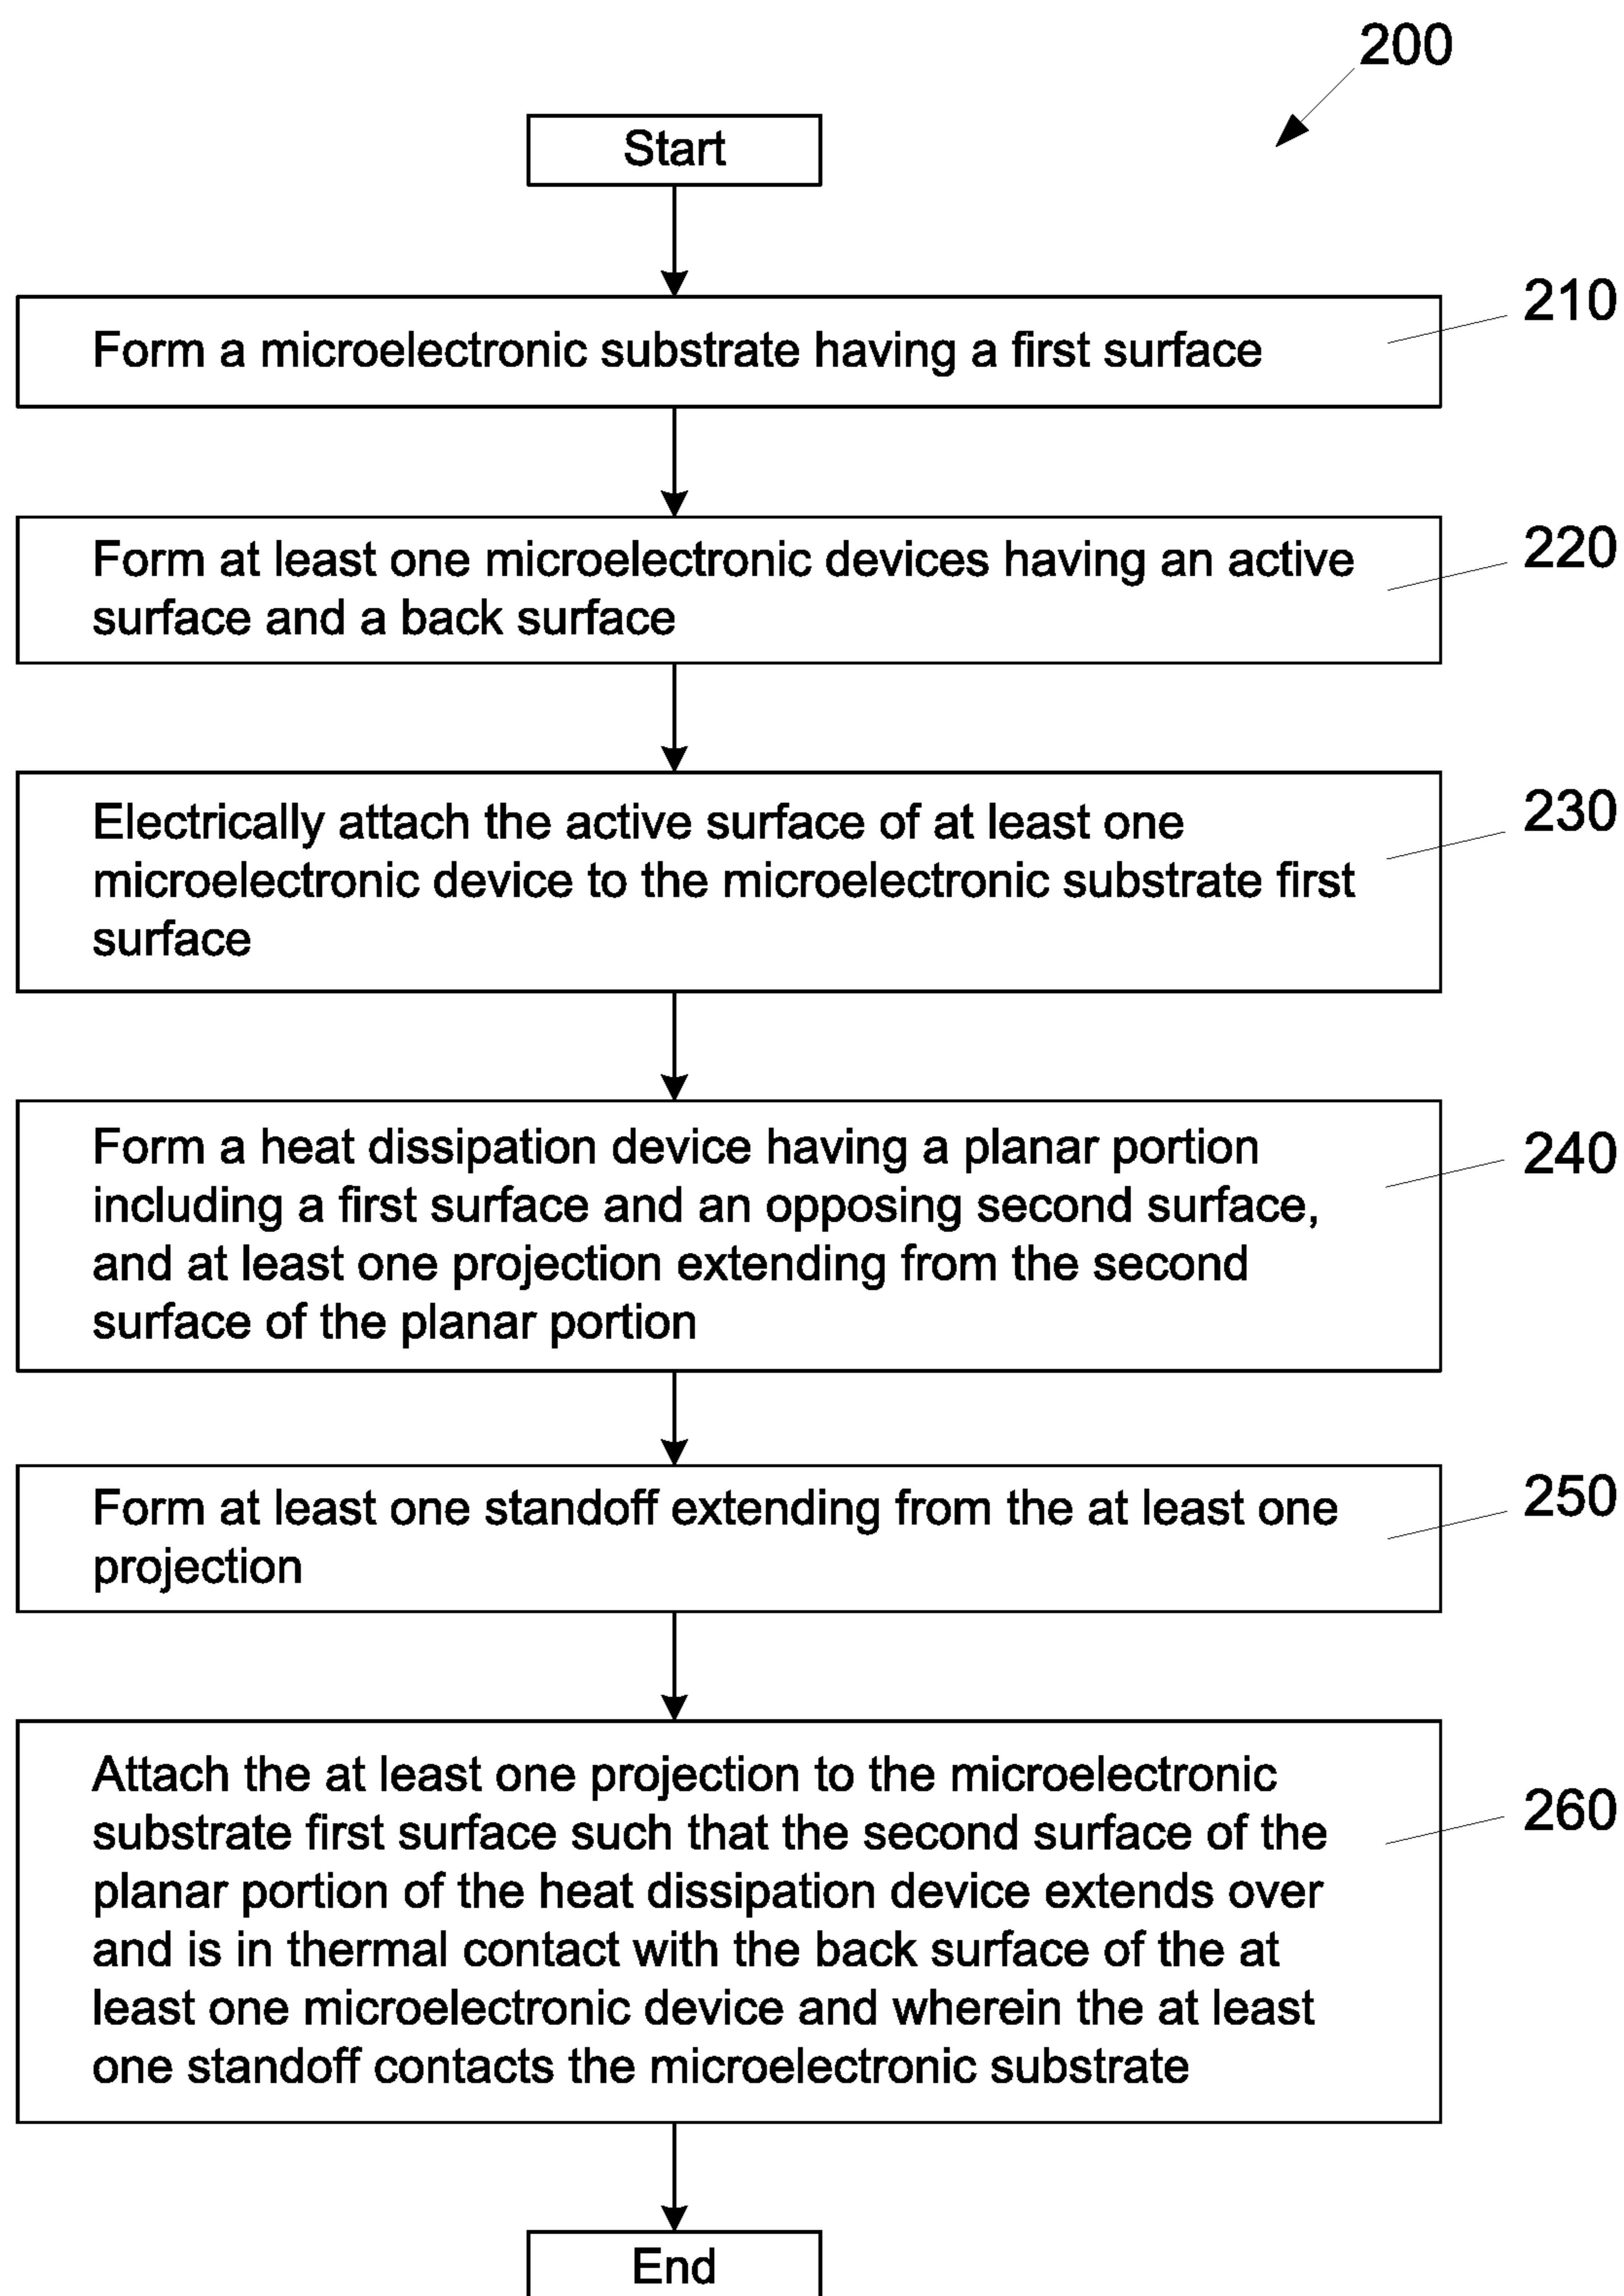 200
Start
210
Form a microelectronic substrate having a first surface
220
Form at least one microelectronic devices having an active
surface and a back surface
230
Electrically attach the active surface of at least one
microelectronic device to the microelectronic substrate first
surface
240
Form a heat dissipation device having a planar portion
including a first surface and an opposing second surface,
and at least one projection extending from the second
surface of the planar portion
250
Form at least one standoff extending from the at least one
projection
260
Attach the at least one projection to the microelectronic
substrate first surface such that the second surface of the
planar portion of the heat dissipation device extends over
and is in thermal contact with the back surface of the at
least one microelectronic device and wherein the at least
one standoff contacts the microelectronic substrate
End